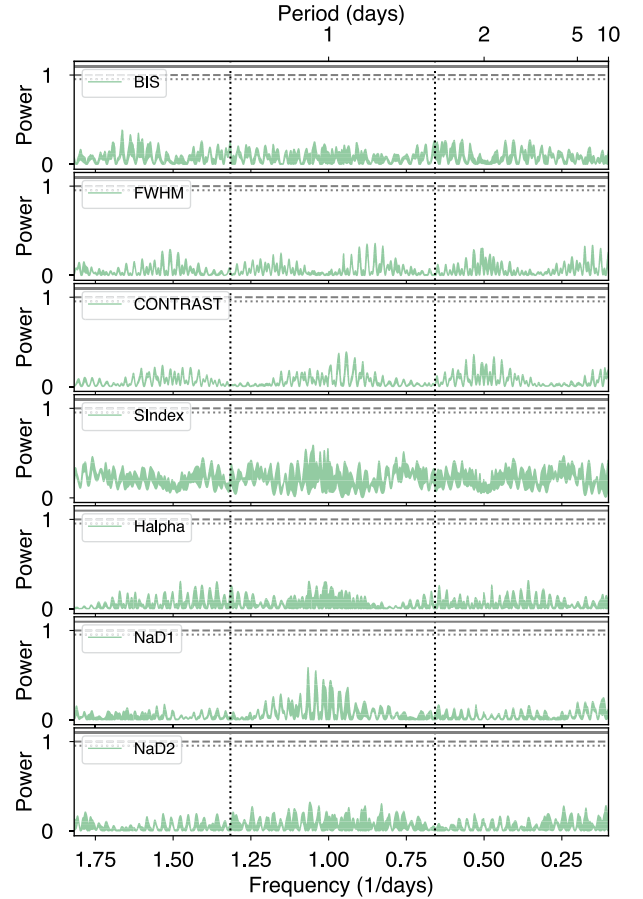 Period (days)
1 2 5 10
Power
1
0
BIS
Power
1
0
FWHM
Power
1
0
CONTRAST
Power
1
0
SIndex
Power
1
0
Halpha
Power
1
0
NaD1
Power
1
0
NaD2
1.75 1.50 1.25 1.00 0.75 0.50 0.25
Frequency (1/days)